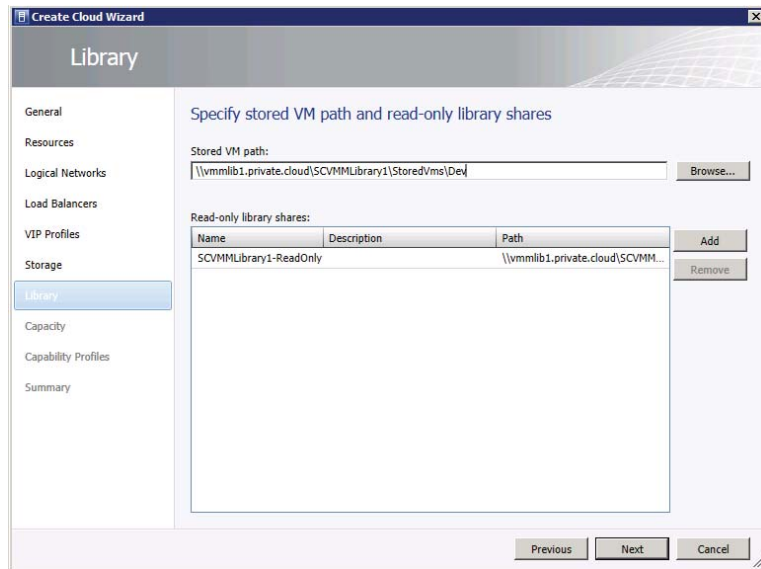 Create Cloud Wizard
Library
General
Resources
Logical Networks
Load Balancers
VIP Profiles
Storage
Library
Capacity
Capability Profiles
Summary
Specify stored VM path and read-only library shares
Stored VM path:
\\vmmlib1.private.cloud\SCVMMLibrary1\StoredVms\Dev
Browse...
Read-only library shares:
Name Description Path
SCVMMLibrary1-ReadOnly \\vmmlib1.private.cloud\SCVMM...
Add
Remove
Previous Next Cancel